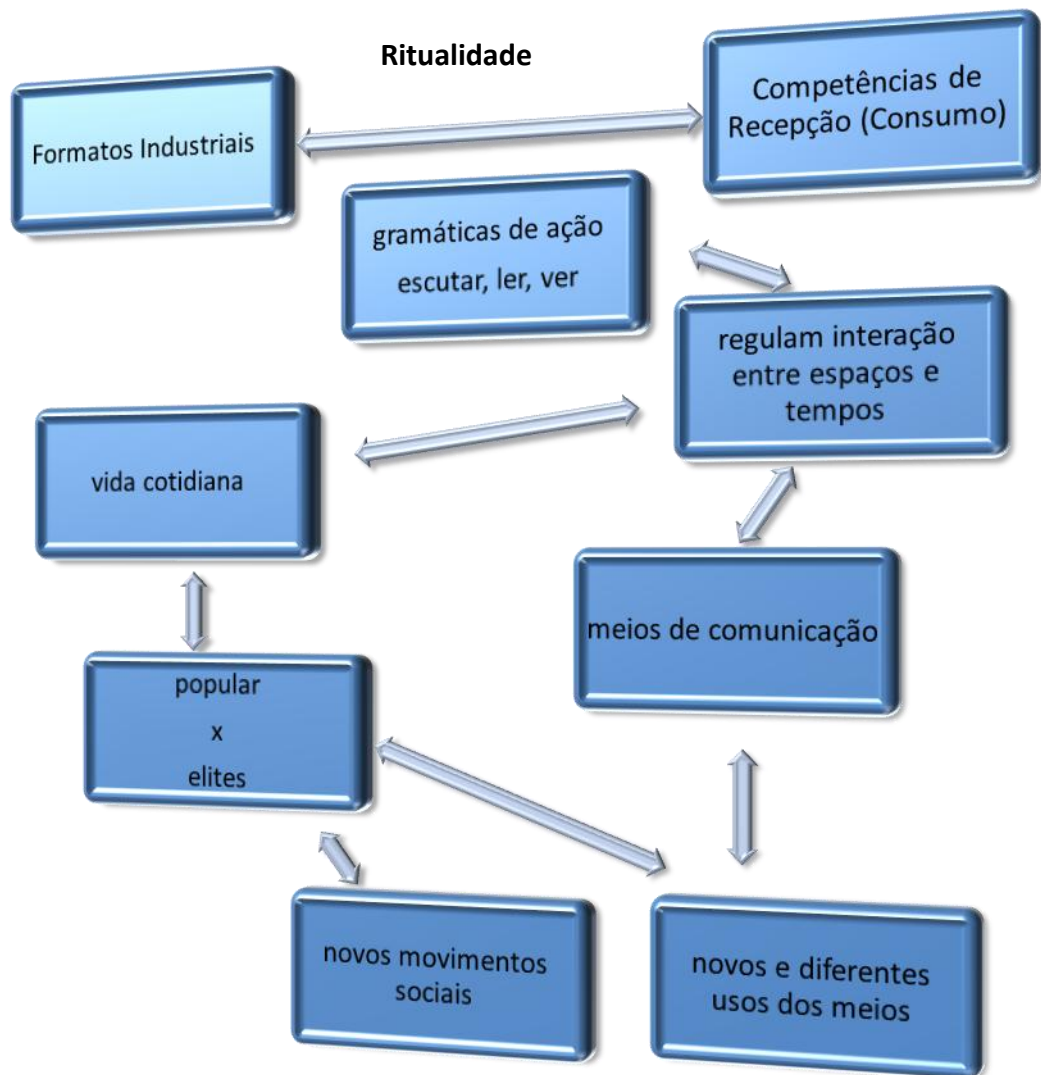 Ritualidade
Formatos Industriais
Competências de
Recepção (Consumo)
gramáticas de ação
escutar, ler, ver
regulam interação
entre espaços e
tempos
vida cotidiana
meios de comunicação
popular
x
elites
novos movimentos
sociais
novos e diferentes
usos dos meios